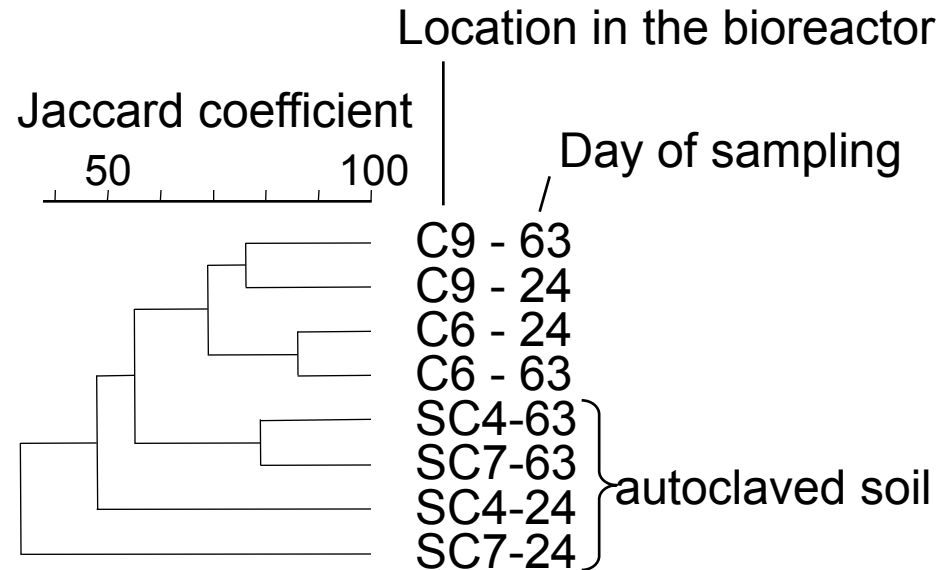 Location in the bioreactor
Jaccard coefficient
Day of sampling
50 100
C9 - 63
C9 - 24
C6 - 24
C6 - 63
SC4-63
SC7-63
SC4-24
SC7-24
autoclaved soil